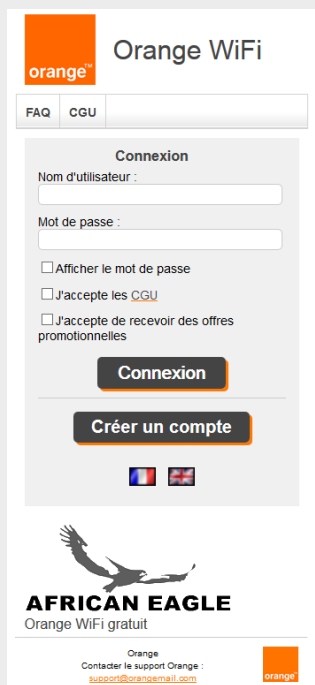 orange™
Orange WiFi
FAQ
CGU
Connexion
Nom d'utilisateur :
Mot de passe :
Afficher le mot de passe
J'accepte les CGU
J'accepte de recevoir des offres
promotionnelles
Connexion
Créer un compte
AFRICAN EAGLE
Orange WiFi gratuit
Orange
Contacter le support Orange :
support@orangemail.com
orange